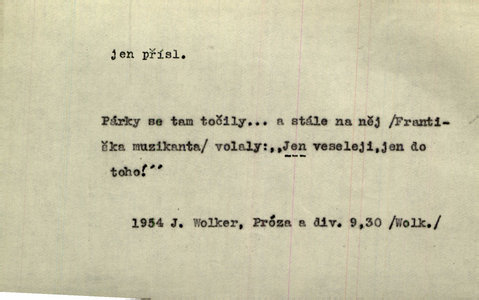 jen přísl.
Párky se tam točily... a stále na něj /Franti-
ška muzikanta/ volaly:,,Jen veseleji,jen do
toho!´´
1954 J. Wolker, Próza a div. 9,30 /Wolk./